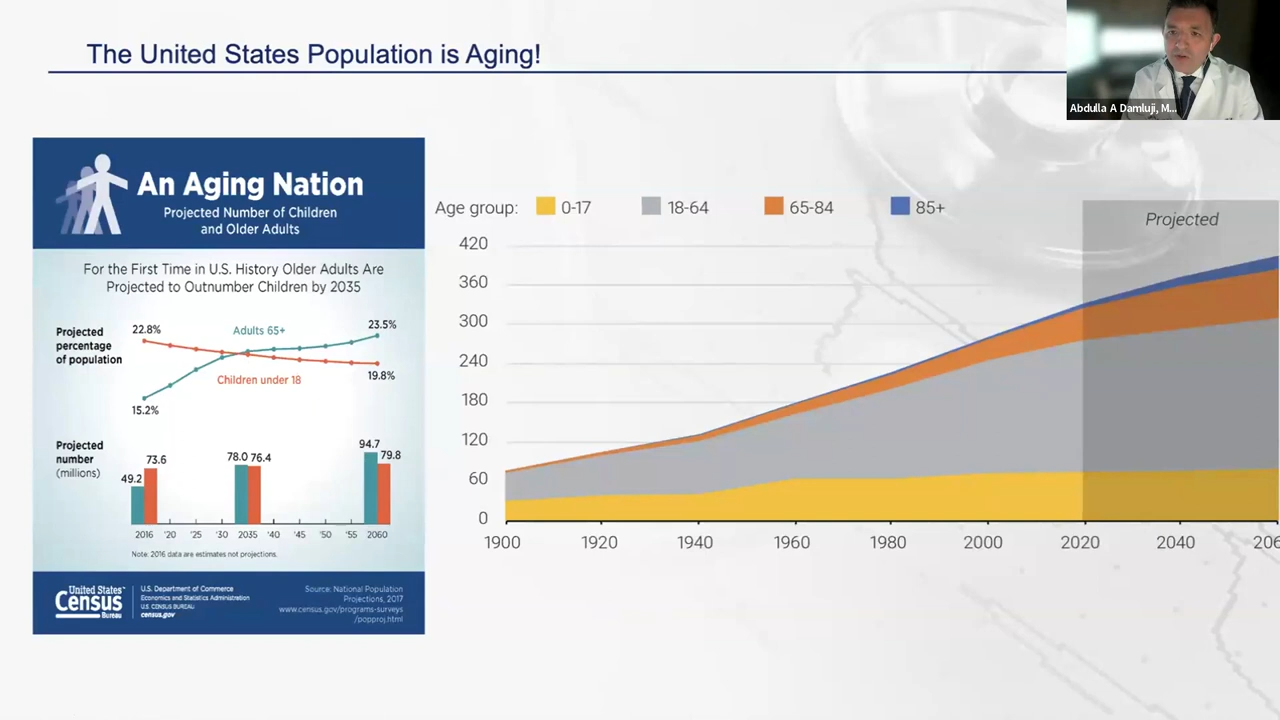 The United States Population is Aging!
Abdulla A Damluji, M...
An Aging Nation
Projected Number of Children
and Older Adults
For the First Time in U.S. History Older Adults Are
Projected to Outnumber Children by 2035
Projected
percentage
of population
22.8%
Adults 65+
23.5%
Children under 18
19.8%
15.2%
Projected
number
(millions)
49.2
73.6
78.0
76.4
94.7
79.8
2016 '20 '25 '30 2035 '40 '45 '50 '55 2060
Note: 2016 data are estimates not projections.
United States
Census
Bureau
U.S. Department of Commerce
Economics and Statistics Administration
U.S. CENSUS BUREAU
census.gov
Source: National Population
Projections, 2017
www.census.gov/programs-surveys
/popproj.html
Age group: 0-17 18-64 65-84 85+
Projected
420
360
300
240
180
120
60
0
1900 1920 1940 1960 1980 2000 2020 2040 206